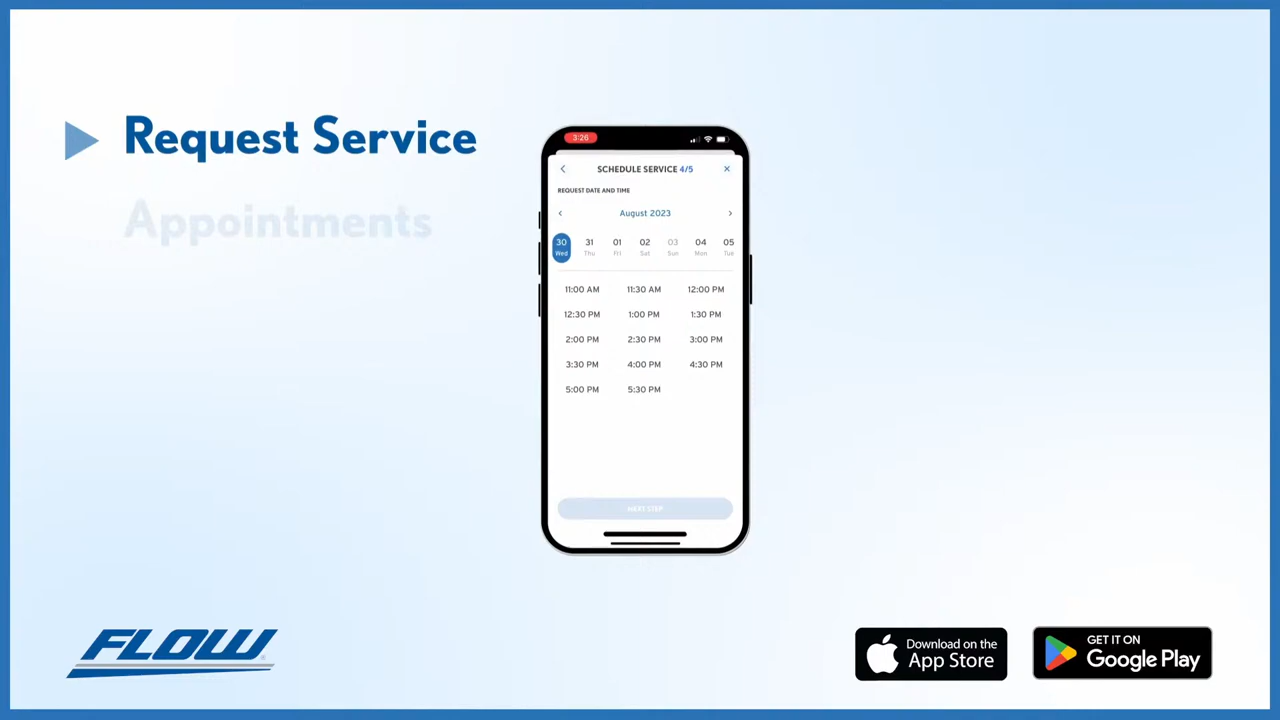 Request Service
Appointments
3:26
SCHEDULE SERVICE 4/5
REQUEST DATE AND TIME
August 2023
30 31 01 02 03 04 05
Wed Thu Fri Sat Sun Mon Tue
11:00 AM 11:30 AM 12:00 PM
12:30 PM 1:00 PM 1:30 PM
2:00 PM 2:30 PM 3:00 PM
3:30 PM 4:00 PM 4:30 PM
5:00 PM 5:30 PM
NEXT STEP
FLOW
Download on the
App Store
GET IT ON
Google Play